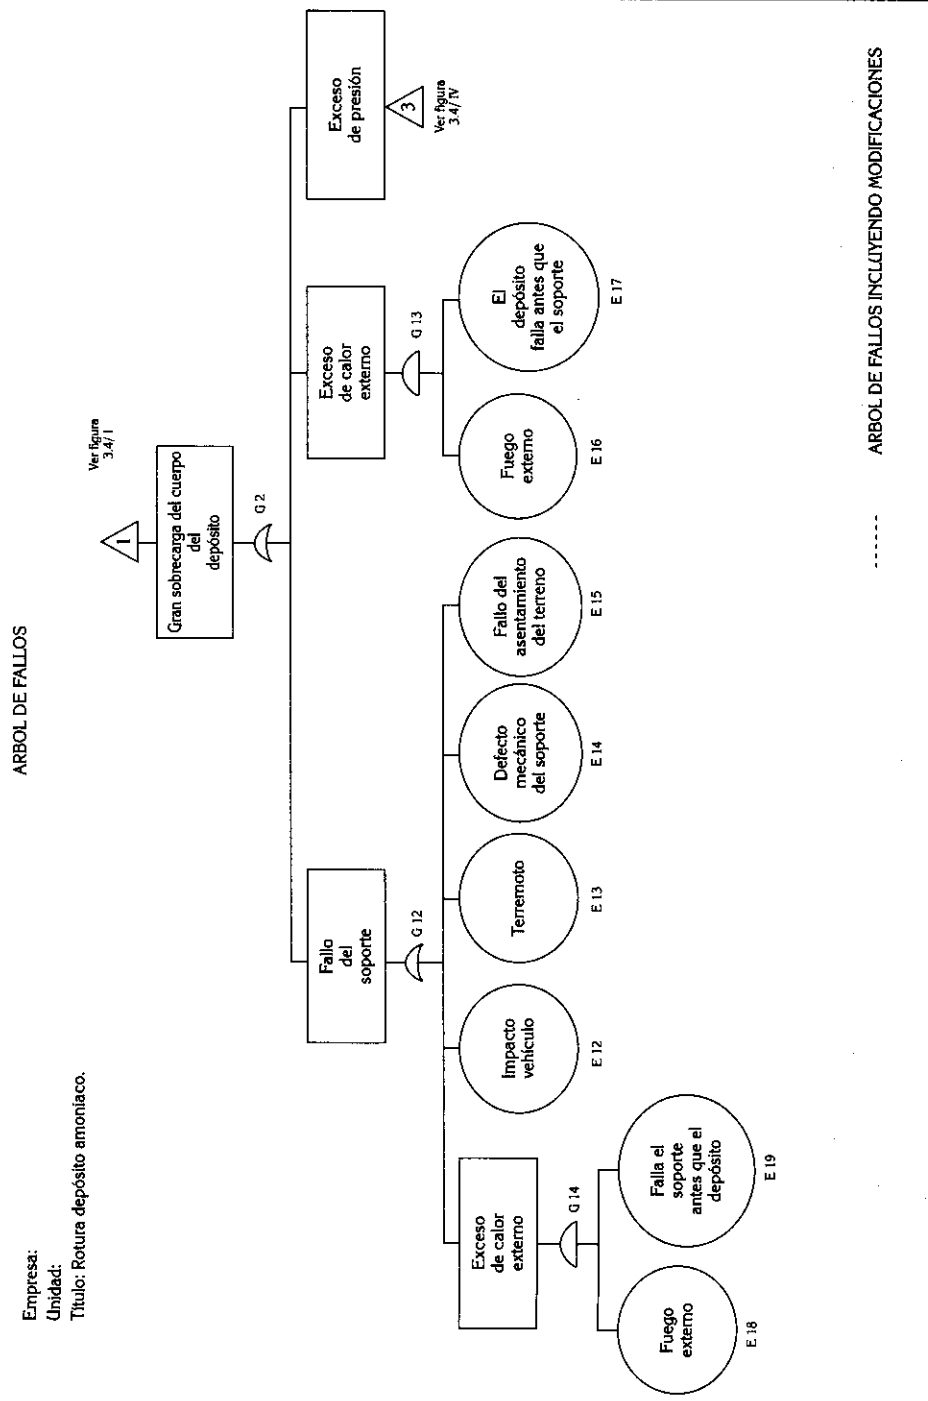 ARBOL DE FALLOS
Empresa:
Unidad:
Título: Rotura depósito amoniaco.
1
Ver figura
3.4/ I
Gran sobrecarga del cuerpo
del
depósito
G 2
Fallo
del
soporte
G 12
Exceso
de calor
externo
G 13
Exceso
de presión
3
Ver figura
3.4/ IV
Exceso
de calor
externo
G 14
Impacto
vehículo
E 12
Terremoto
E 13
Defecto
mecánico
del soporte
E 14
Fallo del
asentamiento
del terreno
E 15
Fuego
externo
E 16
El
depósito
falla antes que
el soporte
E 17
Fuego
externo
E 18
Falla el
soporte
antes que el
depósito
E 19
------ ARBOL DE FALLOS INCLUYENDO MODIFICACIONES